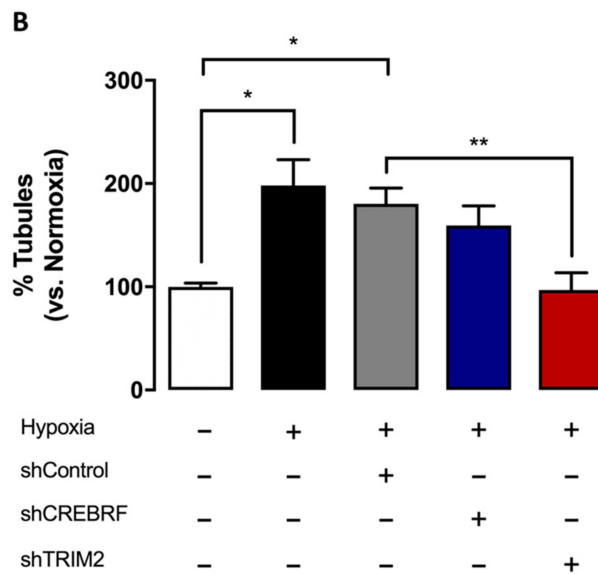 B
% Tubules
(vs. Normoxia)
300
200
100
0
*
*
**
Hypoxia – + + + +
shControl – – + – –
shCREBRF – – – + –
shTRIM2 – – – – +